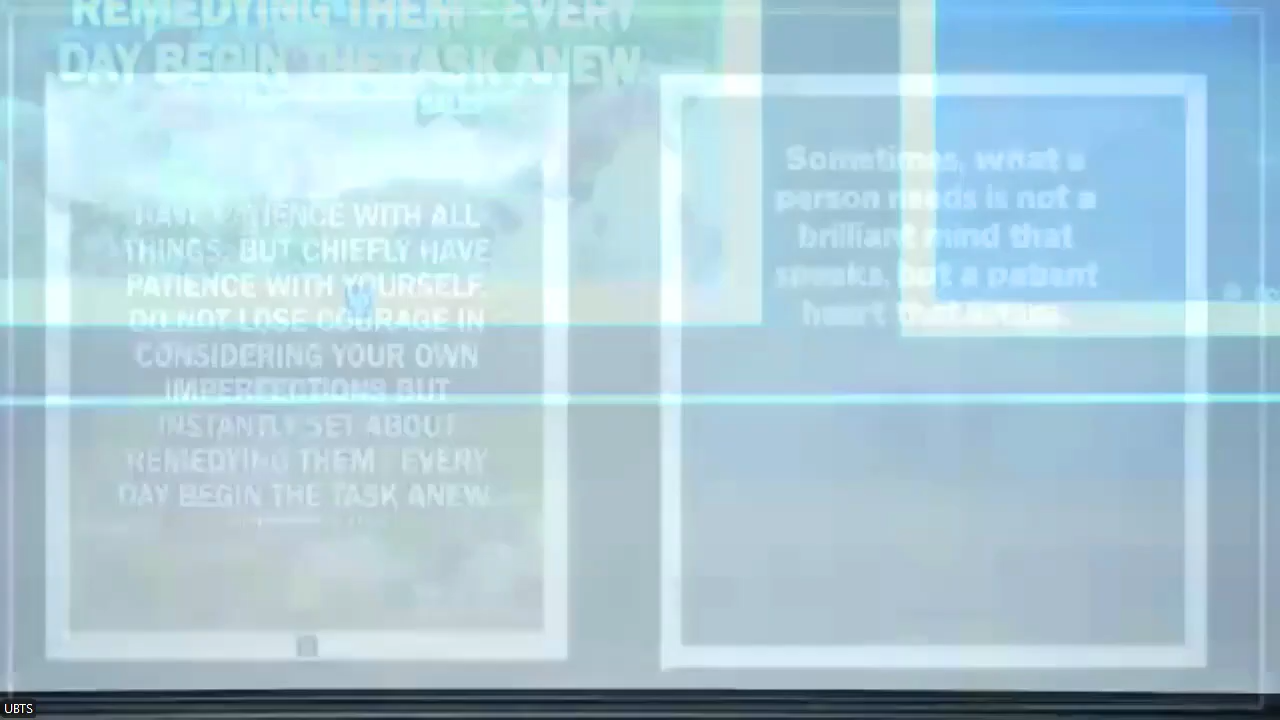 REMEDYING THEM - EVERY
DAY BEGIN THE TASK ANEW.
HAVE PATIENCE WITH ALL
THINGS, BUT CHIEFLY HAVE
PATIENCE WITH YOURSELF.
DO NOT LOSE COURAGE IN
CONSIDERING YOUR OWN
IMPERFECTIONS BUT
INSTANTLY SET ABOUT
REMEDYING THEM - EVERY
DAY BEGIN THE TASK ANEW.
Sometimes, what a
person needs is not a
brilliant mind that
speaks, but a patient
heart that
UBTS